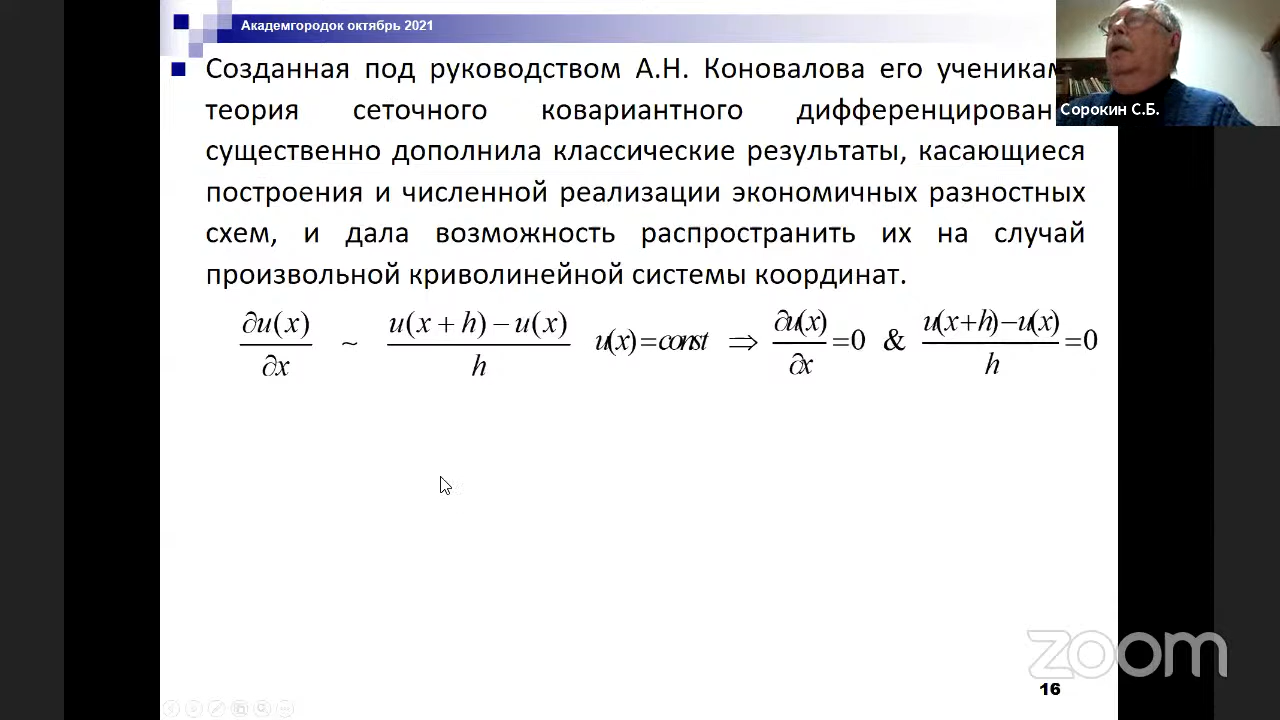 Академгородок октябрь 2021
Созданная под руководством А.Н. Коновалова его ученикам
теория сеточного ковариантного дифференцирован
существенно дополнила классические результаты, касающиеся
построения и численной реализации экономичных разностных
схем, и дала возможность распространить их на случай
произвольной криволинейной системы координат.
∂u(x)/∂x ~ (u(x+h)−u(x))/h u(x)=const ⇒ ∂u(x)/∂x=0 & (u(x+h)−u(x))/h=0
Сорокин С.Б.
zoom
16